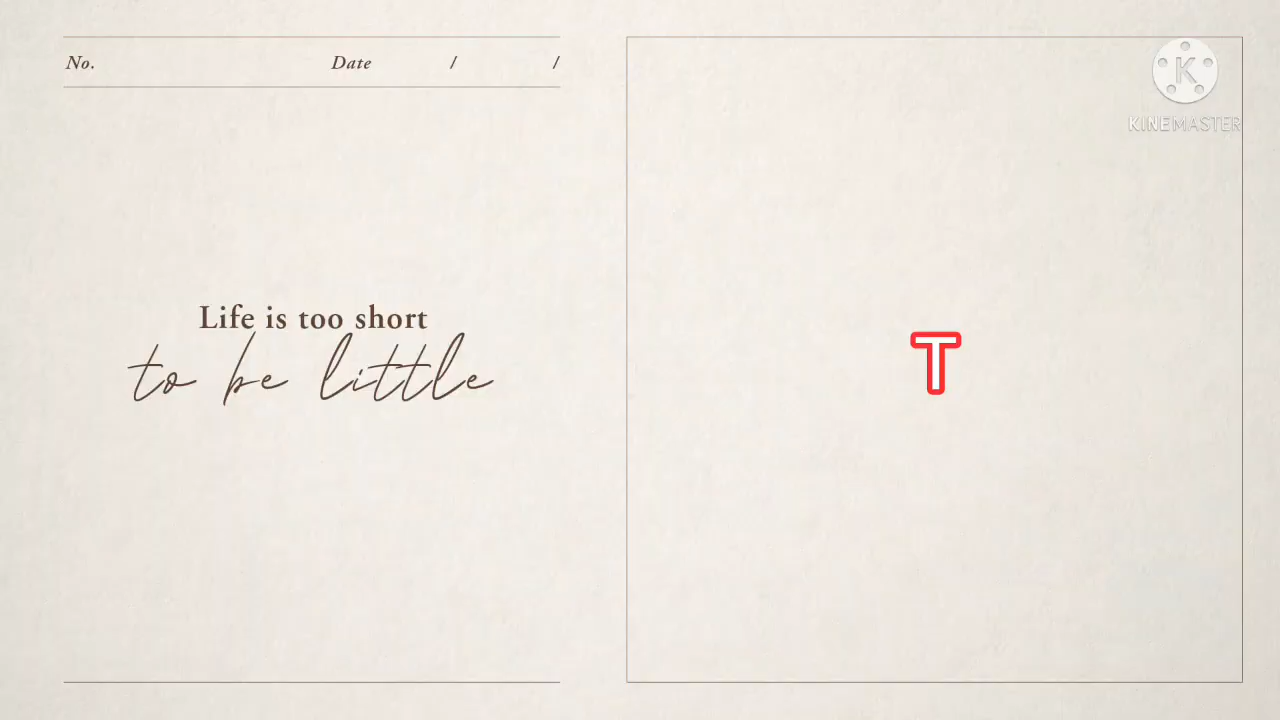 No. Date / /
Life is too short
to be little
T
K
KINEMASTER